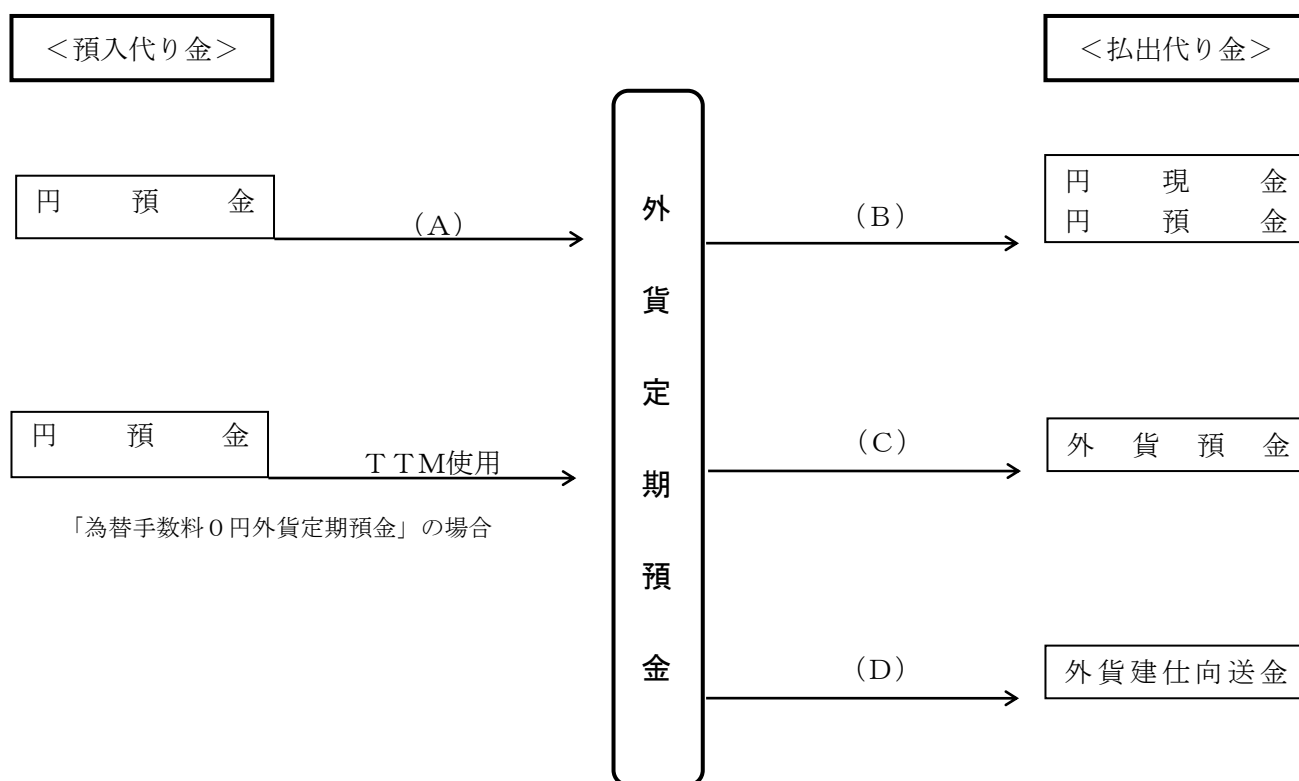 ＜預入代り金＞
＜払出代り金＞
円預金
（A）
外貨定期預金
（B）
円現金
円預金
円預金
ＴＴＭ使用
「為替手数料０円外貨定期預金」の場合
（C）
外貨預金
（D）
外貨建仕向送金